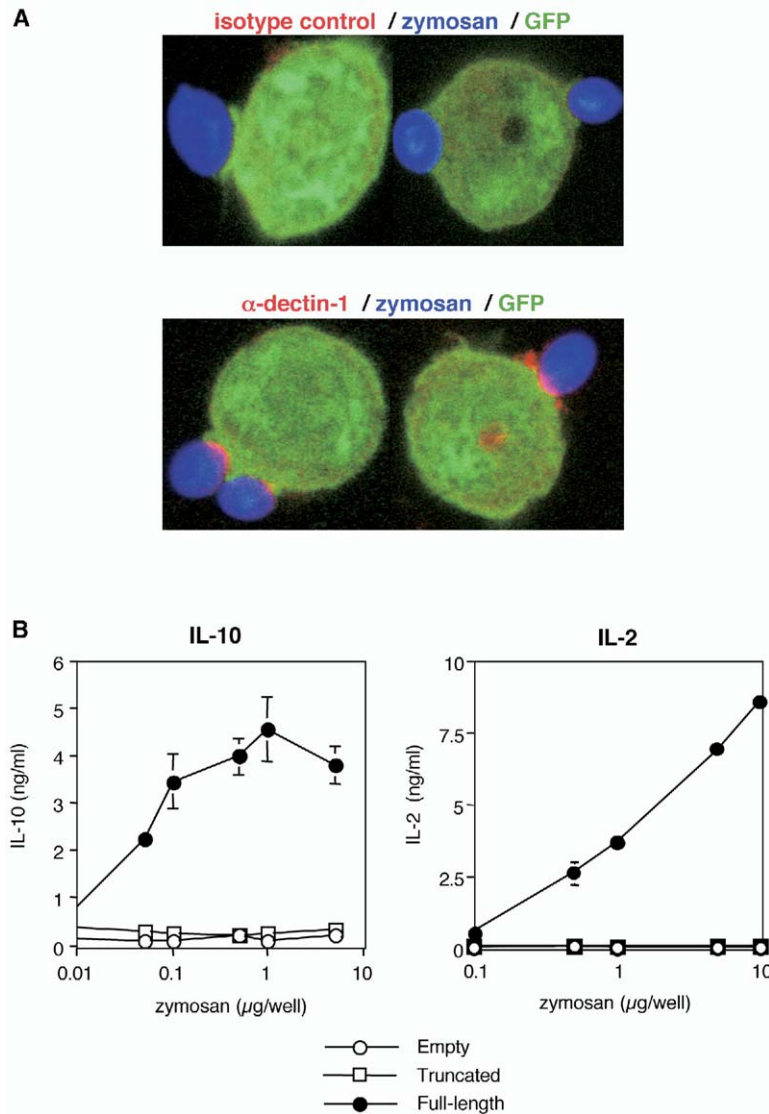 A
isotype control / zymosan / GFP
α-dectin-1 / zymosan / GFP
B
IL-10
IL-10 (ng/ml)
6
5
4
3
2
1
0
0.01 0.1 1 10
zymosan (µg/well)
IL-2
IL-2 (ng/ml)
10
7.5
5
2.5
0
0.1 1 10
zymosan (µg/well)
Empty
Truncated
Full-length